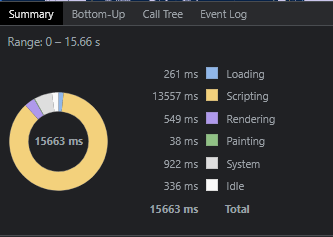 Summary Bottom-Up Call Tree Event Log
Range: 0 – 15.66 s
261 ms Loading
13557 ms Scripting
549 ms Rendering
15663 ms
38 ms Painting
922 ms System
336 ms Idle
15663 ms Total